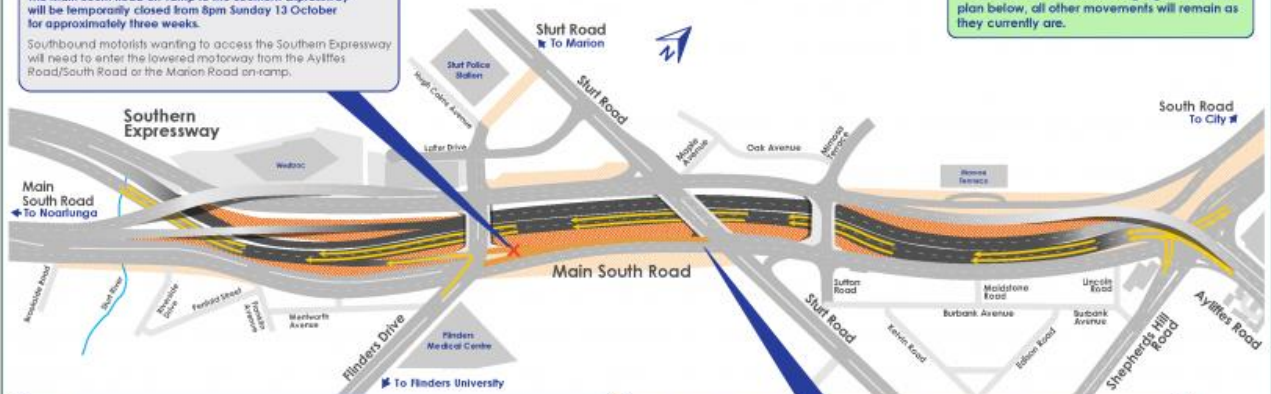 will be temporarily closed from 8pm Sunday 13 October
for approximately three weeks.
Southbound motorists wanting to access the Southern Expressway
will need to enter the lowered motorway from the Ayliffes
Road/South Road or the Marion Road on-ramp.
plan below, all other movements will remain as
they currently are.
Sturt Road
To Marion
N
Sturt Police
Station
Hugh Cairns Avenue
Sturt Road
South Road
To City
Southern
Expressway
Laffer Drive
Westpac
Maple
Avenue
Oak Avenue
Mimosa
Terrace
Terrace
Main
South Road
To Noarlunga
Main South Road
Brookside Road
Sturt River
Riverside
Drive
Penfold Street
Franklin
Avenue
Wentworth
Avenue
Flinders Drive
Flinders
Medical Centre
To Flinders University
Sturt Road
Sutton
Road
Maidstone
Road
Lincoln
Road
Burbank Avenue
Burbank
Avenue
Kelvin Road
Edison Road
Shepherds Hill
Road
Ayliffes Road